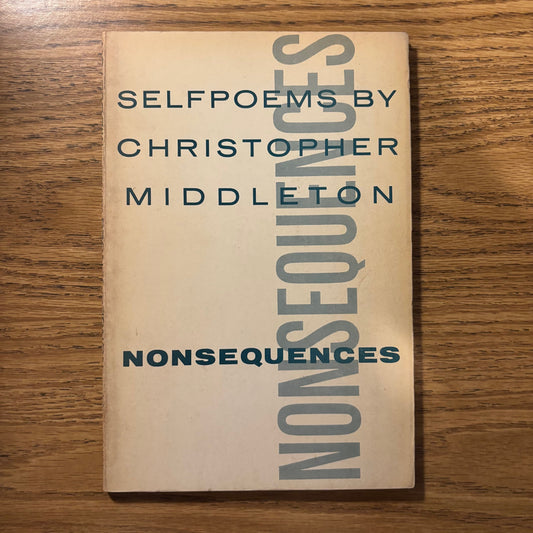 SELFPOEMS BY
CHRISTOPHER
MIDDLETON
NONSEQUENCES
NONSEQUENCES